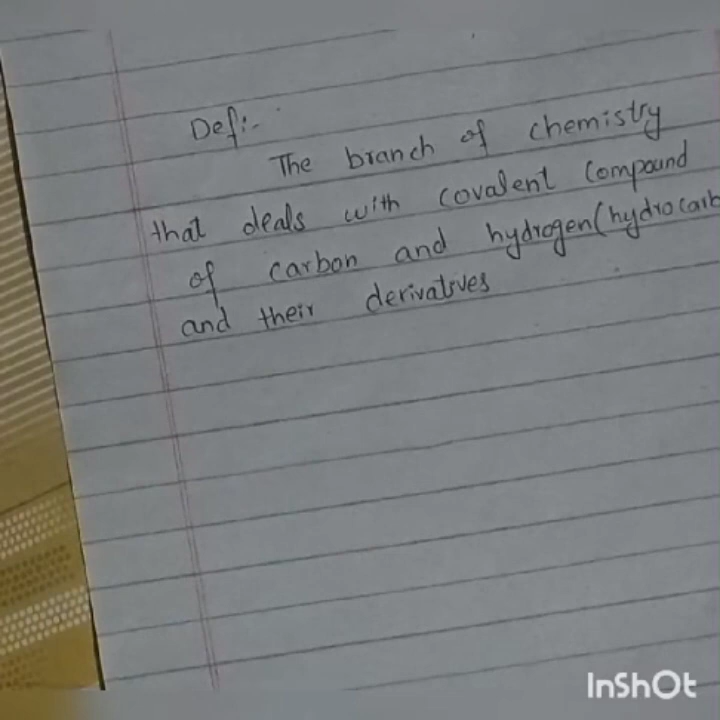 Def:-
The branch of chemistry
that deals with covalent compound
of carbon and hydrogen(hydrocarb
and their derivatives
InShOt